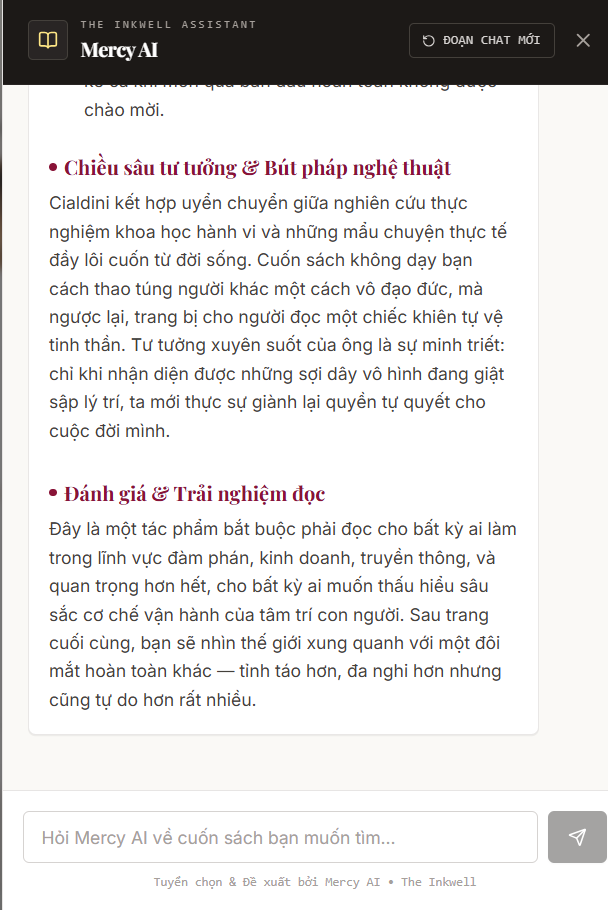 THE INKWELL ASSISTANT
Mercy AI
ĐOẠN CHAT MỚI
chào mời.
• Chiều sâu tư tưởng & Bút pháp nghệ thuật
Cialdini kết hợp uyển chuyển giữa nghiên cứu thực
nghiệm khoa học hành vi và những mẩu chuyện thực tế
đầy lôi cuốn từ đời sống. Cuốn sách không dạy bạn
cách thao túng người khác một cách vô đạo đức, mà
ngược lại, trang bị cho người đọc một chiếc khiên tự vệ
tinh thần. Tư tưởng xuyên suốt của ông là sự minh triết:
chỉ khi nhận diện được những sợi dây vô hình đang giật
sập lý trí, ta mới thực sự giành lại quyền tự quyết cho
cuộc đời mình.
• Đánh giá & Trải nghiệm đọc
Đây là một tác phẩm bắt buộc phải đọc cho bất kỳ ai làm
trong lĩnh vực đàm phán, kinh doanh, truyền thông, và
quan trọng hơn hết, cho bất kỳ ai muốn thấu hiểu sâu
sắc cơ chế vận hành của tâm trí con người. Sau trang
cuối cùng, bạn sẽ nhìn thế giới xung quanh với một đôi
mắt hoàn toàn khác — tỉnh táo hơn, đa nghi hơn nhưng
cũng tự do hơn rất nhiều.
Hỏi Mercy AI về cuốn sách bạn muốn tìm...
Tuyển chọn & Đề xuất bởi Mercy AI • The Inkwell